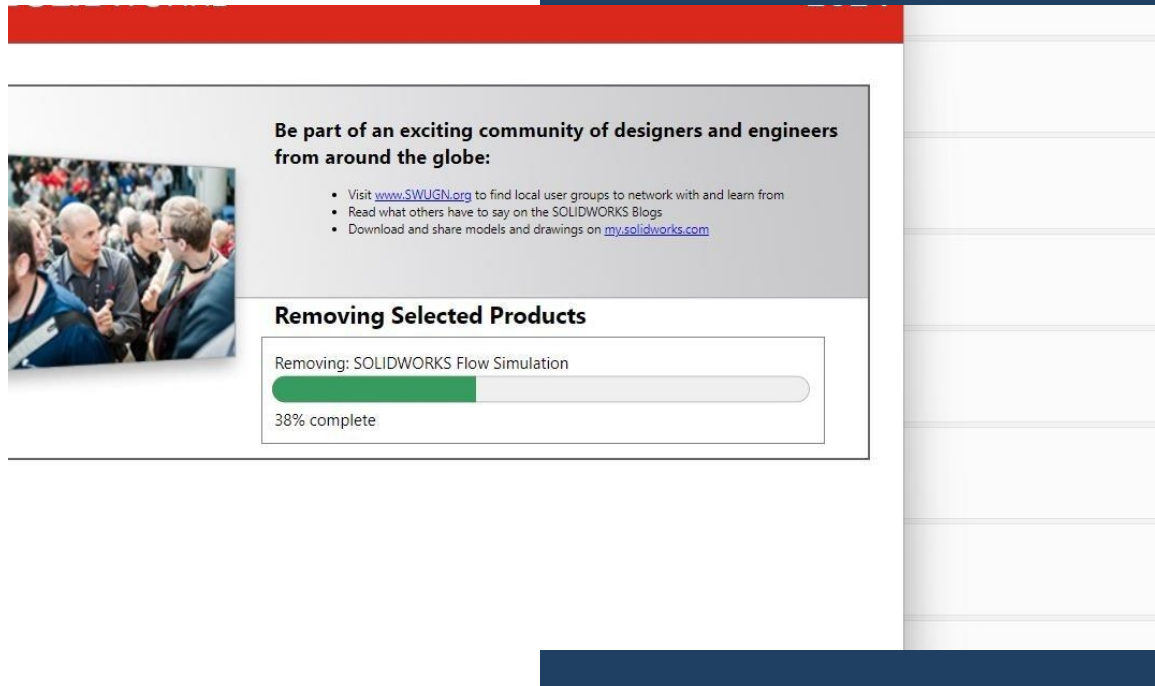 Be part of an exciting community of designers and engineers
from around the globe:
• Visit www.SWUGN.org to find local user groups to network with and learn from
• Read what others have to say on the SOLIDWORKS Blogs
• Download and share models and drawings on my.solidworks.com
Removing Selected Products
Removing: SOLIDWORKS Flow Simulation
38% complete